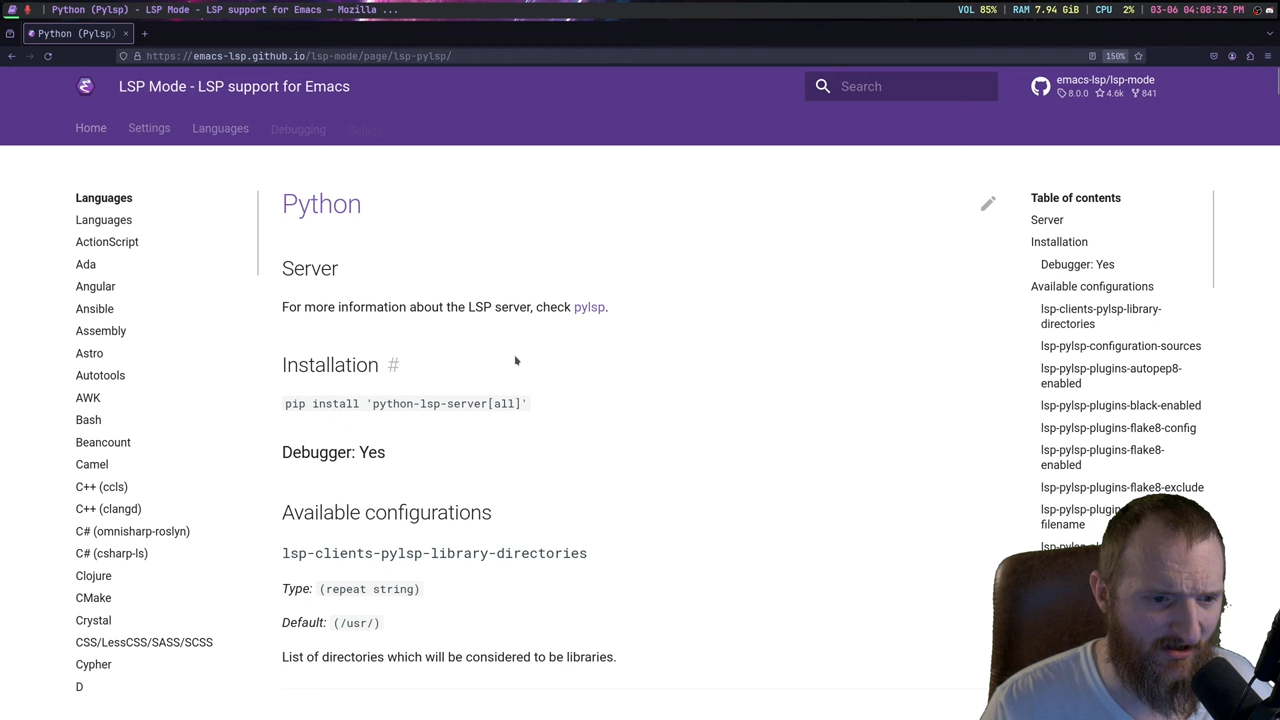 Python (Pylsp) - LSP Mode - LSP support for Emacs — Mozilla ...
VOL 85% | RAM 7.94 GiB | CPU 2% | 03-06 04:08:32 PM
Python (Pylsp)
https://emacs-lsp.github.io/lsp-mode/page/lsp-pylsp/
150%
LSP Mode - LSP support for Emacs
Search
emacs-lsp/lsp-mode
8.0.0 4.6k 841
Home Settings Languages Debugging Gallery
Languages
Languages
ActionScript
Ada
Angular
Ansible
Assembly
Astro
Autotools
AWK
Bash
Beancount
Camel
C++ (ccls)
C++ (clangd)
C# (omnisharp-roslyn)
C# (csharp-ls)
Clojure
CMake
Crystal
CSS/LessCSS/SASS/SCSS
Cypher
D
Python
Server
For more information about the LSP server, check pylsp.
Installation #
pip install 'python-lsp-server[all]'
Debugger: Yes
Available configurations
lsp-clients-pylsp-library-directories
Type: (repeat string)
Default: (/usr/)
List of directories which will be considered to be libraries.
Table of contents
Server
Installation
Debugger: Yes
Available configurations
lsp-clients-pylsp-library-
directories
lsp-pylsp-configuration-sources
lsp-pylsp-plugins-autopep8-
enabled
lsp-pylsp-plugins-black-enabled
lsp-pylsp-plugins-flake8-config
lsp-pylsp-plugins-flake8-
enabled
lsp-pylsp-plugins-flake8-exclude
filename